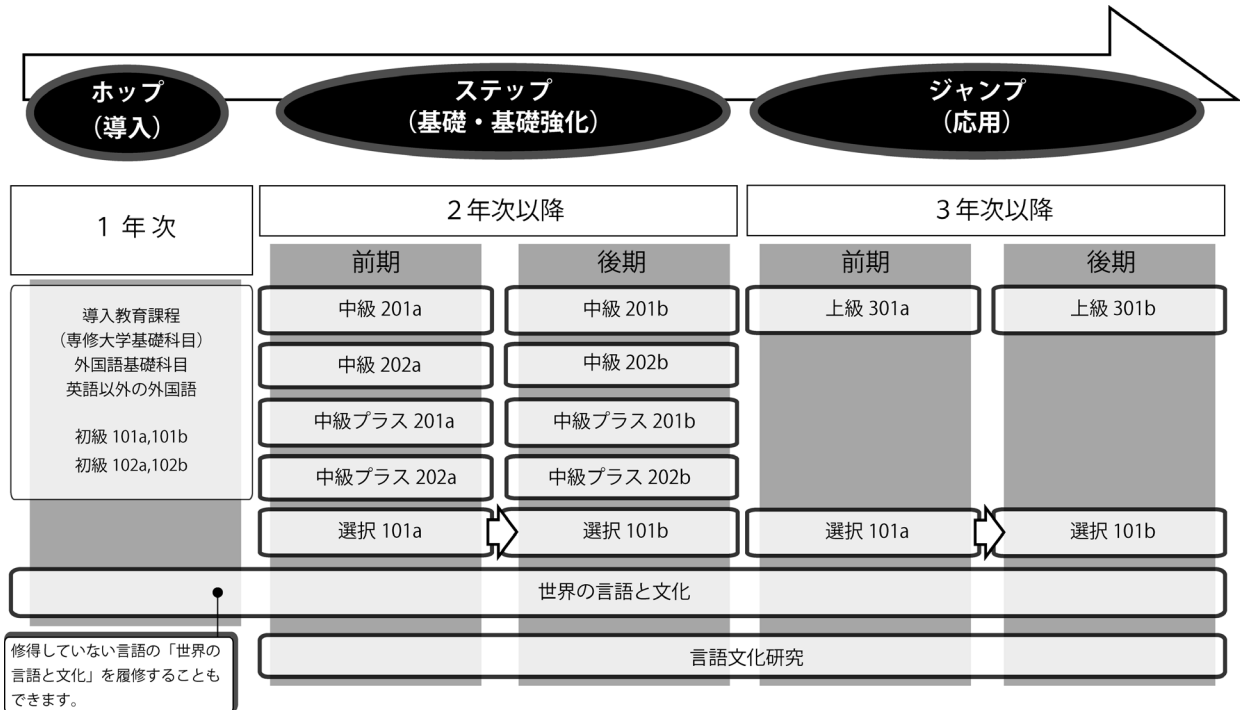 ホップ
（導入）
ステップ
（基礎・基礎強化）
ジャンプ
（応用）
１年次
２年次以降
３年次以降
前期
後期
前期
後期
導入教育課程
（専修大学基礎科目）
外国語基礎科目
英語以外の外国語
初級 101a,101b
初級 102a,102b
中級 201a
中級 201b
上級 301a
上級 301b
中級 202a
中級 202b
中級プラス 201a
中級プラス 201b
中級プラス 202a
中級プラス 202b
選択 101a
選択 101b
選択 101a
選択 101b
世界の言語と文化
言語文化研究
修得していない言語の「世界の
言語と文化」を履修することも
できます。